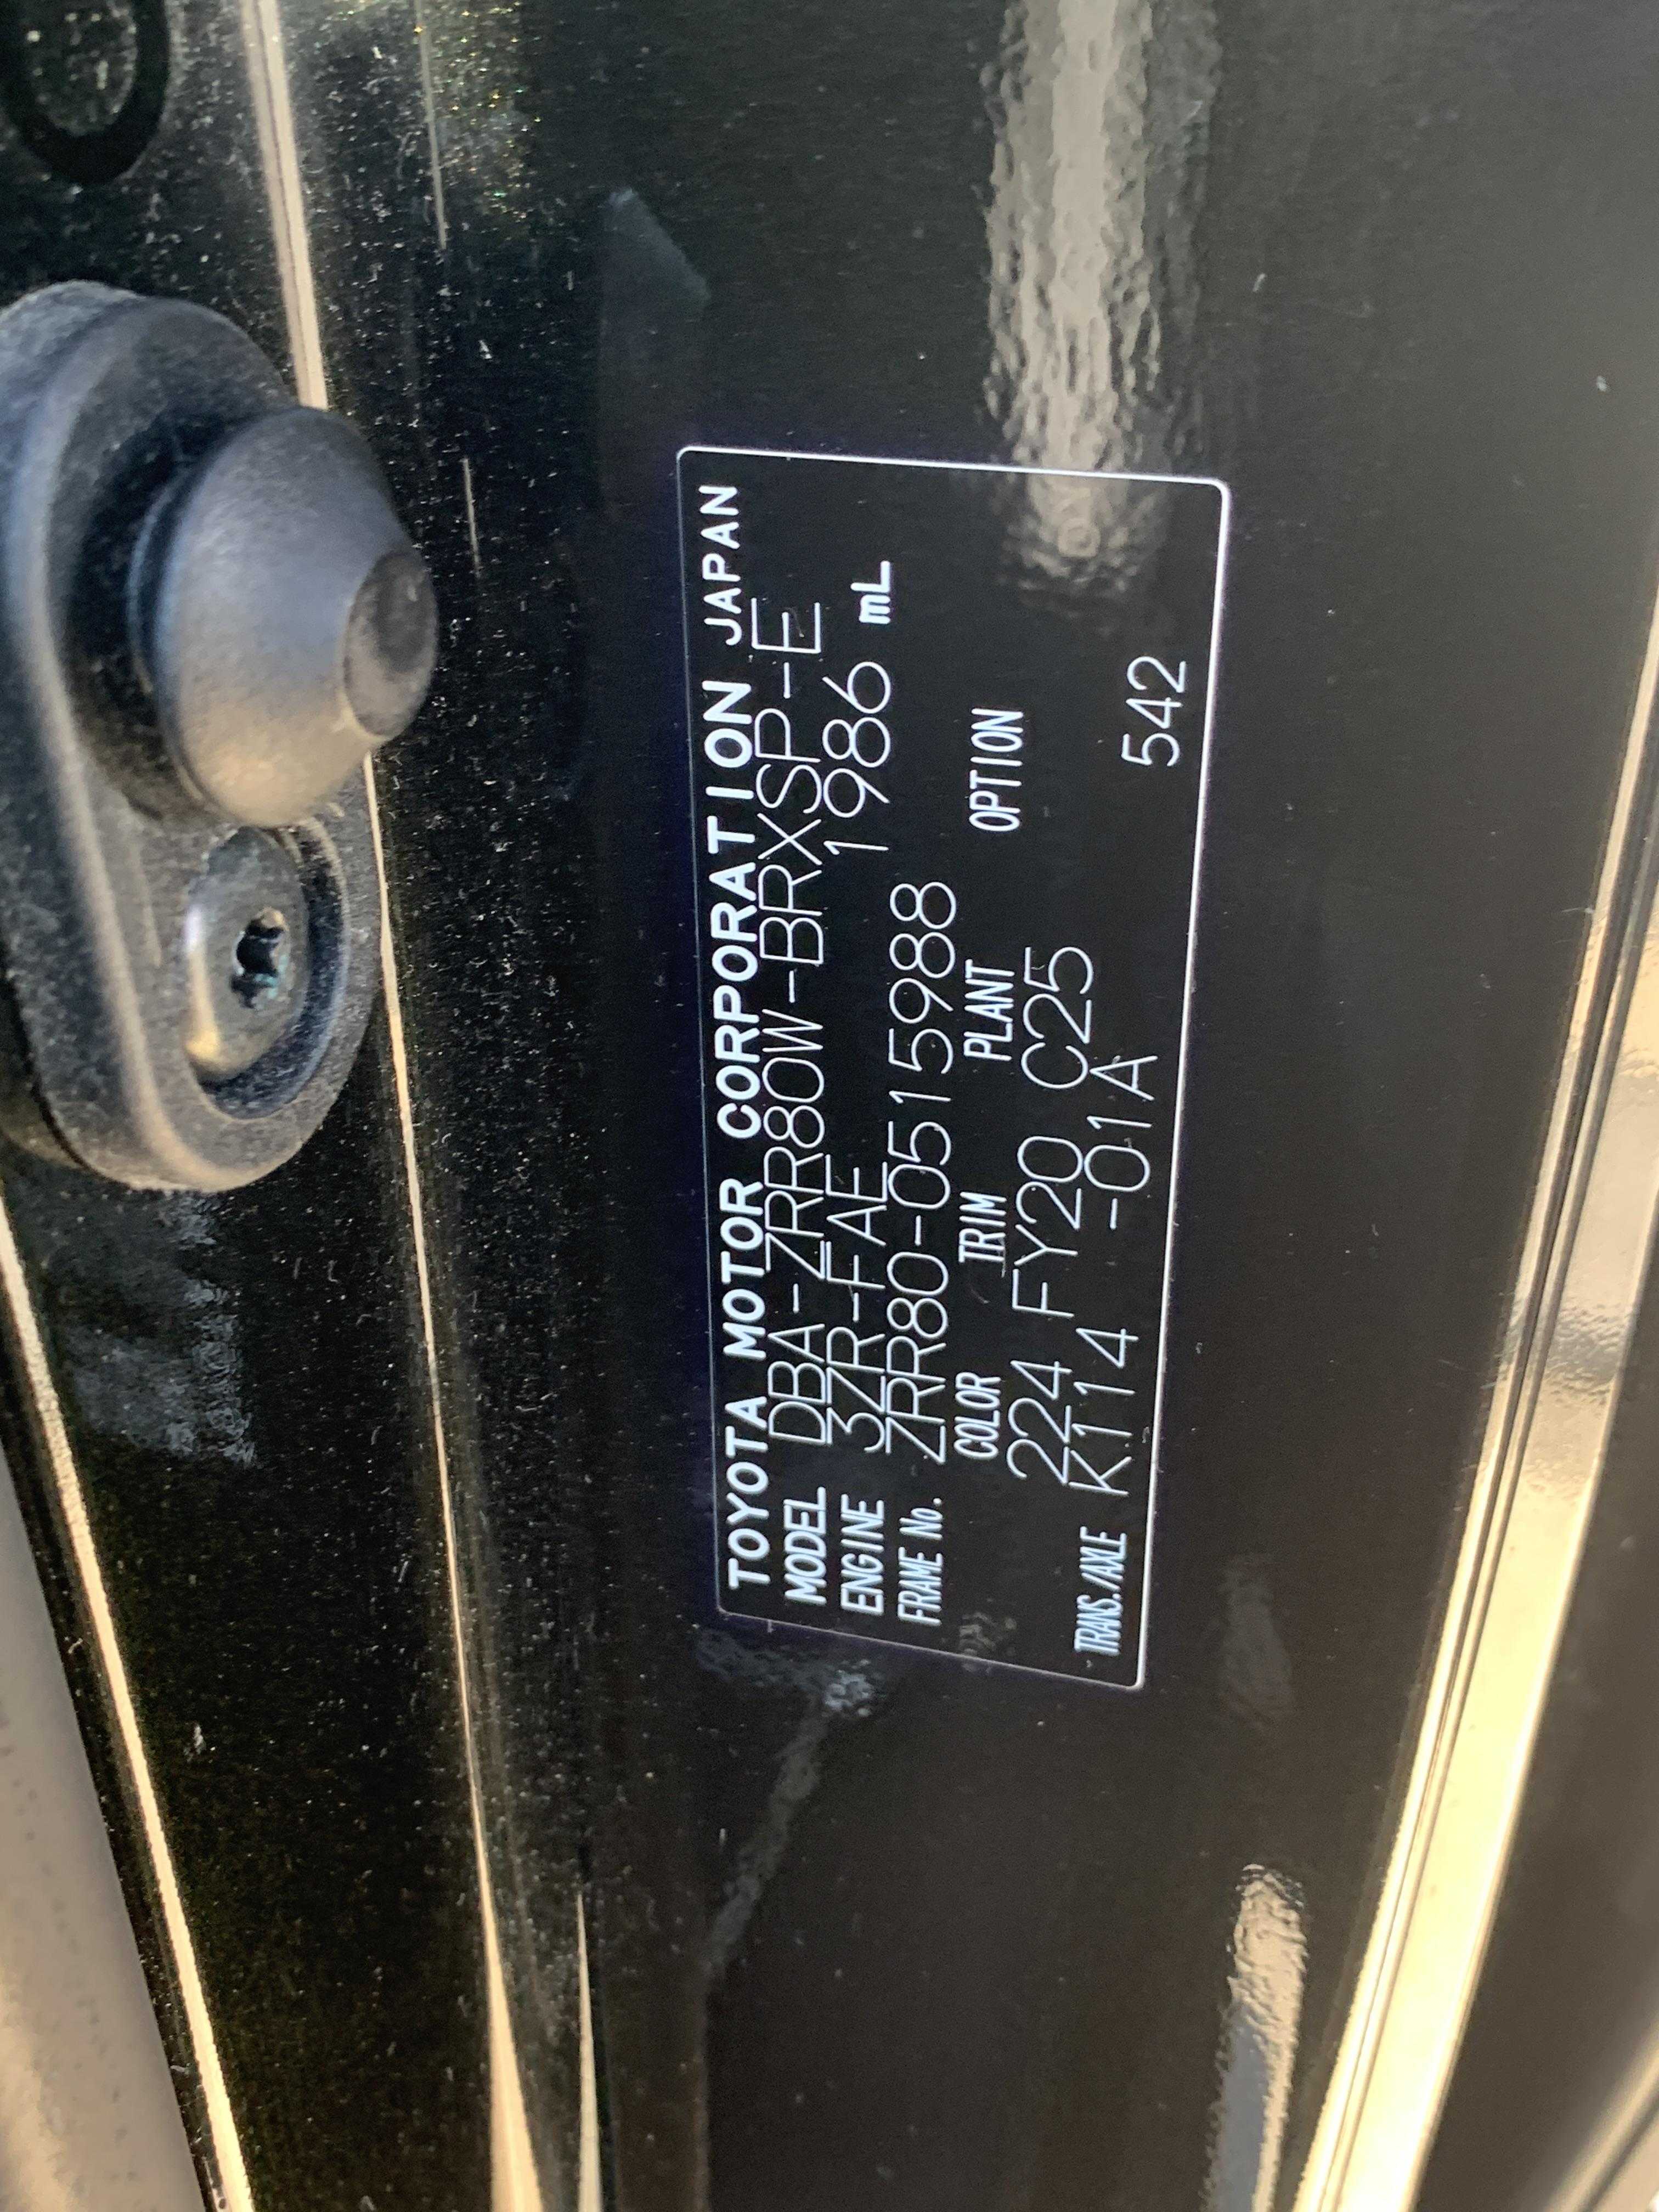 TOYOTA MOTOR CORPORATION JAPAN
MODEL DBA-ZRR80W-BRXSP-E
ENGINE 3ZR-FAE 1986 mL
FRAME No. ZRR80-0515988
COLOR TRIM PLANT OPTION
224 FY20 C25
TRANS./AXLE K114 -01A 542